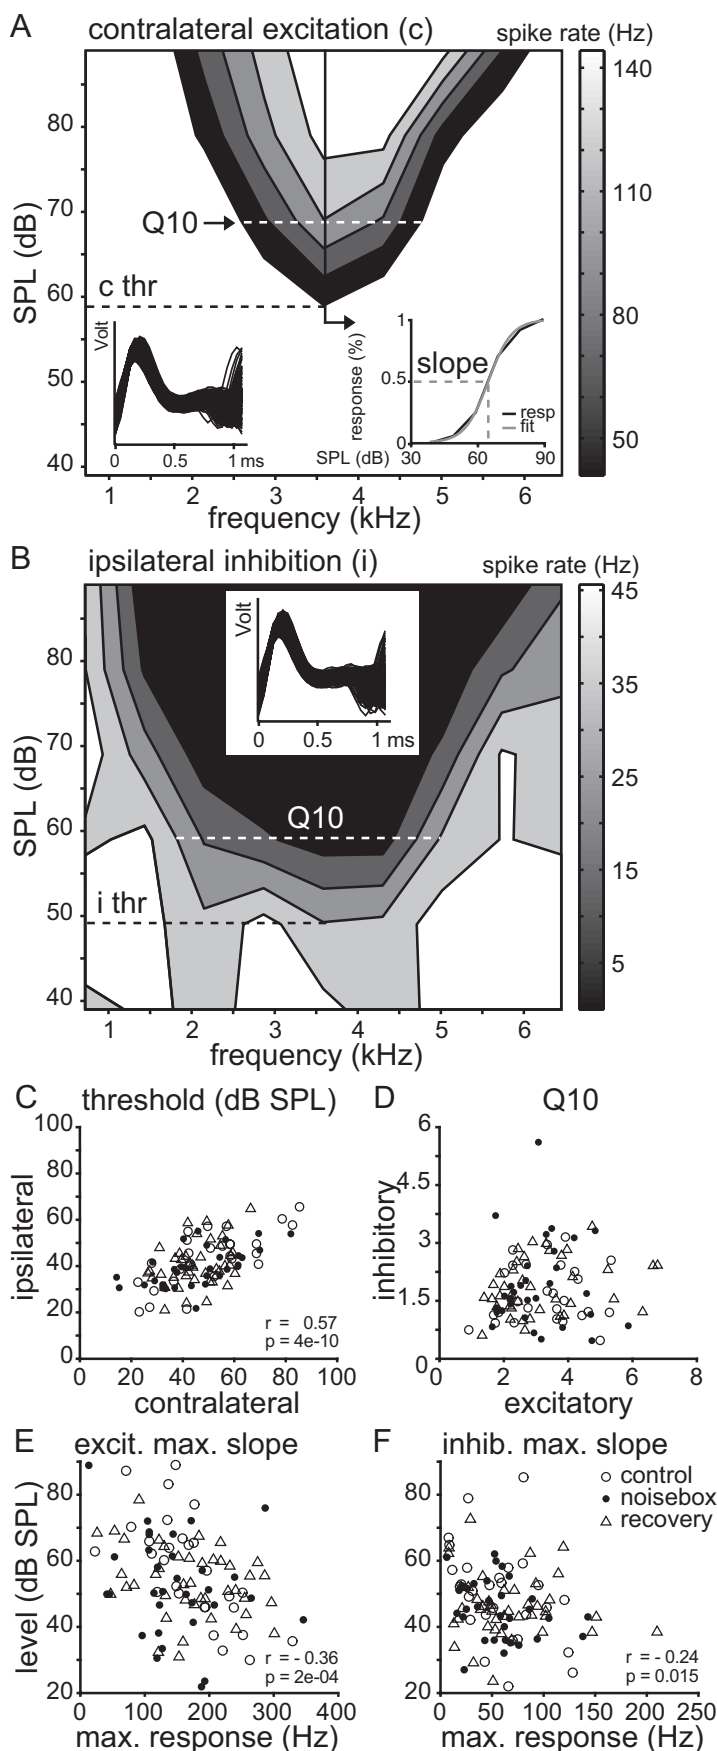 A contralateral excitation (c) spike rate (Hz)
140
110
80
50
80
70
60
50
40
SPL (dB)
Q10
c thr
Volt
0 0.5 1 ms
response (%)
1
0.5
0
slope
resp
fit
SPL (dB)
30 60 90
1 2 3 4 5 6
frequency (kHz)
B ipsilateral inhibition (i) spike rate (Hz)
45
35
25
15
5
80
70
60
50
40
SPL (dB)
Volt
0 0.5 1 ms
Q10
i thr
1 2 3 4 5 6
frequency (kHz)
C threshold (dB SPL)
100
80
60
40
20
0
ipsilateral
r = 0.57
p = 4e-10
0 20 40 60 80 100
contralateral
D Q10
6
4.5
3
1.5
0
inhibitory
0 2 4 6 8
excitatory
E excit. max. slope
80
60
40
20
level (dB SPL)
r = - 0.36
p = 2e-04
0 100 200 300 400
max. response (Hz)
F inhib. max. slope
control
noisebox
recovery
80
60
40
20
r = - 0.24
p = 0.015
0 50 100 150 200 250
max. response (Hz)